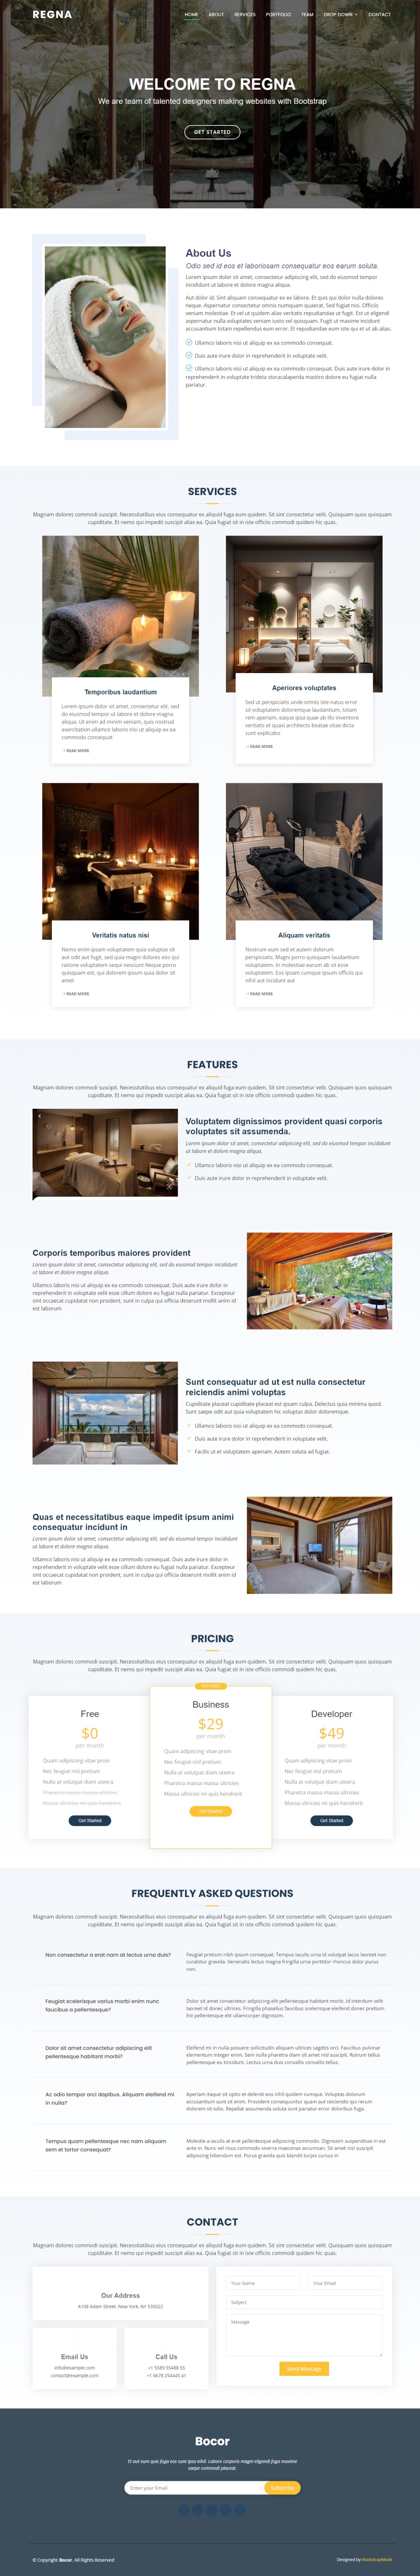 REGNA
HOME ABOUT SERVICES PORTFOLIO TEAM DROP DOWN CONTACT
WELCOME TO REGNA
We are team of talented designers making websites with Bootstrap
GET STARTED
About Us
Odio sed id eos et laboriosam consequatur eos earum soluta.
Lorem ipsum dolor sit amet, consectetur adipiscing elit, sed do eiusmod tempor
incididunt ut labore et dolore magna aliqua.
Aut dolor id. Sint aliquam consequatur ex ex labore. Et quis qui dolor nulla dolores
neque. Aspernatur consectetur omnis numquam quaerat. Sed fugiat nisi. Officiis
veniam molestiae. Et vel ut quidem alias veritatis repudiandae ut fugit. Est ut eligendi
aspernatur nulla voluptates veniam iusto vel quisquam. Fugit ut maxime incidunt
accusantium totam repellendus eum error. Et repudiandae eum iste qui et ut ab alias.
Ullamco laboris nisi ut aliquip ex ea commodo consequat.
Duis aute irure dolor in reprehenderit in voluptate velit.
Ullamco laboris nisi ut aliquip ex ea commodo consequat. Duis aute irure dolor in
reprehenderit in voluptate trideta storacalaperda mastiro dolore eu fugiat nulla
pariatur.
SERVICES
Magnam dolores commodi suscipit. Necessitatibus eius consequatur ex aliquid fuga eum quidem. Sit sint consectetur velit. Quisquam quos quisquam
cupiditate. Et nemo qui impedit suscipit alias ea. Quia fugiat sit in iste officiis commodi quidem hic quas.
Temporibus laudantium
Lorem ipsum dolor sit amet, consectetur elit, sed
do eiusmod tempor ut labore et dolore magna
aliqua. Ut enim ad minim veniam, quis nostrud
exercitation ullamco laboris nisi ut aliquip ex ea
commodo consequat
READ MORE
Aperiores voluptates
Sed ut perspiciatis unde omnis iste natus error
sit voluptatem doloremque laudantium, totam
rem aperiam, eaque ipsa quae ab illo inventore
veritatis et quasi architecto beatae vitae dicta
sunt explicabo
READ MORE
Veritatis natus nisi
Nemo enim ipsam voluptatem quia voluptas sit
aut odit aut fugit, sed quia magni dolores eos qui
ratione voluptatem sequi nesciunt Neque porro
quisquam est, qui dolorem ipsum quia dolor sit
amet
READ MORE
Aliquam veritatis
Nostrum eum sed et autem dolorum
perspiciatis. Magni porro quisquam laudantium
voluptatem. In molestiae earum ab sit esse
voluptatem. Eos ipsam cumque ipsum officiis qui
nihil aut incidunt aut
READ MORE
FEATURES
Magnam dolores commodi suscipit. Necessitatibus eius consequatur ex aliquid fuga eum quidem. Sit sint consectetur velit. Quisquam quos quisquam
cupiditate. Et nemo qui impedit suscipit alias ea. Quia fugiat sit in iste officiis commodi quidem hic quas.
Voluptatem dignissimos provident quasi corporis
voluptates sit assumenda.
Lorem ipsum dolor sit amet, consectetur adipiscing elit, sed do eiusmod tempor incididunt
ut labore et dolore magna aliqua.
Ullamco laboris nisi ut aliquip ex ea commodo consequat.
Duis aute irure dolor in reprehenderit in voluptate velit.
Corporis temporibus maiores provident
Lorem ipsum dolor sit amet, consectetur adipiscing elit, sed do eiusmod tempor incididunt
ut labore et dolore magna aliqua.
Ullamco laboris nisi ut aliquip ex ea commodo consequat. Duis aute irure dolor in
reprehenderit in voluptate velit esse cillum dolore eu fugiat nulla pariatur. Excepteur
sint occaecat cupidatat non proident, sunt in culpa qui officia deserunt mollit anim id
est laborum
Sunt consequatur ad ut est nulla consectetur
reiciendis animi voluptas
Cupiditate placeat cupiditate placeat est ipsam culpa. Delectus quia minima quod.
Sunt saepe odit aut quia voluptatem hic voluptas dolor doloremque.
Ullamco laboris nisi ut aliquip ex ea commodo consequat.
Duis aute irure dolor in reprehenderit in voluptate velit.
Facilis ut et voluptatem aperiam. Autem soluta ad fugiat.
Quas et necessitatibus eaque impedit ipsum animi
consequatur incidunt in
Lorem ipsum dolor sit amet, consectetur adipiscing elit, sed do eiusmod tempor incididunt
ut labore et dolore magna aliqua.
Ullamco laboris nisi ut aliquip ex ea commodo consequat. Duis aute irure dolor in
reprehenderit in voluptate velit esse cillum dolore eu fugiat nulla pariatur. Excepteur
sint occaecat cupidatat non proident, sunt in culpa qui officia deserunt mollit anim id
est laborum
PRICING
Magnam dolores commodi suscipit. Necessitatibus eius consequatur ex aliquid fuga eum quidem. Sit sint consectetur velit. Quisquam quos quisquam
cupiditate. Et nemo qui impedit suscipit alias ea. Quia fugiat sit in iste officiis commodi quidem hic quas.
Free
$0
per month
Quam adipiscing vitae proin
Nec feugiat nisl pretium
Nulla at volutpat diam uteera
Pharetra massa massa ultricies
Massa ultricies mi quis hendrerit
Get Started
FEATURED
Business
$29
per month
Quam adipiscing vitae proin
Nec feugiat nisl pretium
Nulla at volutpat diam uteera
Pharetra massa massa ultricies
Massa ultricies mi quis hendrerit
Get Started
Developer
$49
per month
Quam adipiscing vitae proin
Nec feugiat nisl pretium
Nulla at volutpat diam uteera
Pharetra massa massa ultricies
Massa ultricies mi quis hendrerit
Get Started
FREQUENTLY ASKED QUESTIONS
Magnam dolores commodi suscipit. Necessitatibus eius consequatur ex aliquid fuga eum quidem. Sit sint consectetur velit. Quisquam quos quisquam
cupiditate. Et nemo qui impedit suscipit alias ea. Quia fugiat sit in iste officiis commodi quidem hic quas.
Non consectetur a erat nam at lectus urna duis?
Feugiat pretium nibh ipsum consequat. Tempus iaculis urna id volutpat lacus laoreet non
curabitur gravida. Venenatis lectus magna fringilla urna porttitor rhoncus dolor purus
non.
Feugiat scelerisque varius morbi enim nunc
faucibus a pellentesque?
Dolor sit amet consectetur adipiscing elit pellentesque habitant morbi. Id interdum velit
laoreet id donec ultrices. Fringilla phasellus faucibus scelerisque eleifend donec pretium.
Est pellentesque elit ullamcorper dignissim.
Dolor sit amet consectetur adipiscing elit
pellentesque habitant morbi?
Eleifend mi in nulla posuere sollicitudin aliquam ultrices sagittis orci. Faucibus pulvinar
elementum integer enim. Sem nulla pharetra diam sit amet nisl suscipit. Rutrum tellus
pellentesque eu tincidunt. Lectus urna duis convallis convallis tellus.
Ac odio tempor orci dapibus. Aliquam eleifend mi
in nulla?
Aperiam itaque sit optio et deleniti eos nihil quidem cumque. Voluptas dolorum
accusantium sunt sit enim. Provident consequuntur quam aut reiciendis qui rerum
dolorem sit odio. Repellat assumenda soluta sunt pariatur error doloribus fuga.
Tempus quam pellentesque nec nam aliquam
sem et tortor consequat?
Molestie a iaculis at erat pellentesque adipiscing commodo. Dignissim suspendisse in est
ante in. Nunc vel risus commodo viverra maecenas accumsan. Sit amet nisl suscipit
adipiscing bibendum est. Purus gravida quis blandit turpis cursus in
CONTACT
Magnam dolores commodi suscipit. Necessitatibus eius consequatur ex aliquid fuga eum quidem. Sit sint consectetur velit. Quisquam quos quisquam
cupiditate. Et nemo qui impedit suscipit alias ea. Quia fugiat sit in iste officiis commodi quidem hic quas.
Our Address
A108 Adam Street, New York, NY 535022
Email Us
info@example.com
contact@example.com
Call Us
+1 5589 55488 55
+1 6678 254445 41
Your Name
Your Email
Subject
Message
Send Message
Bocor
Et aut eum quis fuga eos sunt ipsa nihil. Labore corporis magni eligendi fuga maxime
saepe commodi placeat.
Enter your Email
Subscribe
© Copyright Bocor. All Rights Reserved
Designed by BootstrapMade